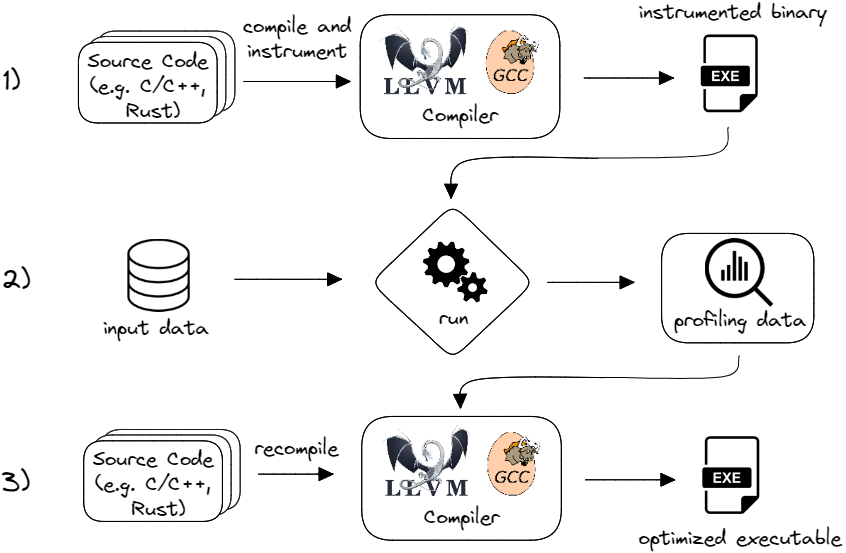 instrumented binary
compile and
instrument
1)
Source Code
(e.g. C/C++,
Rust)
LLVM
GCC
Compiler
EXE
2)
input data
run
profiling data
3)
Source Code
(e.g. C/C++,
Rust)
recompile
LLVM
GCC
Compiler
EXE
optimized executable